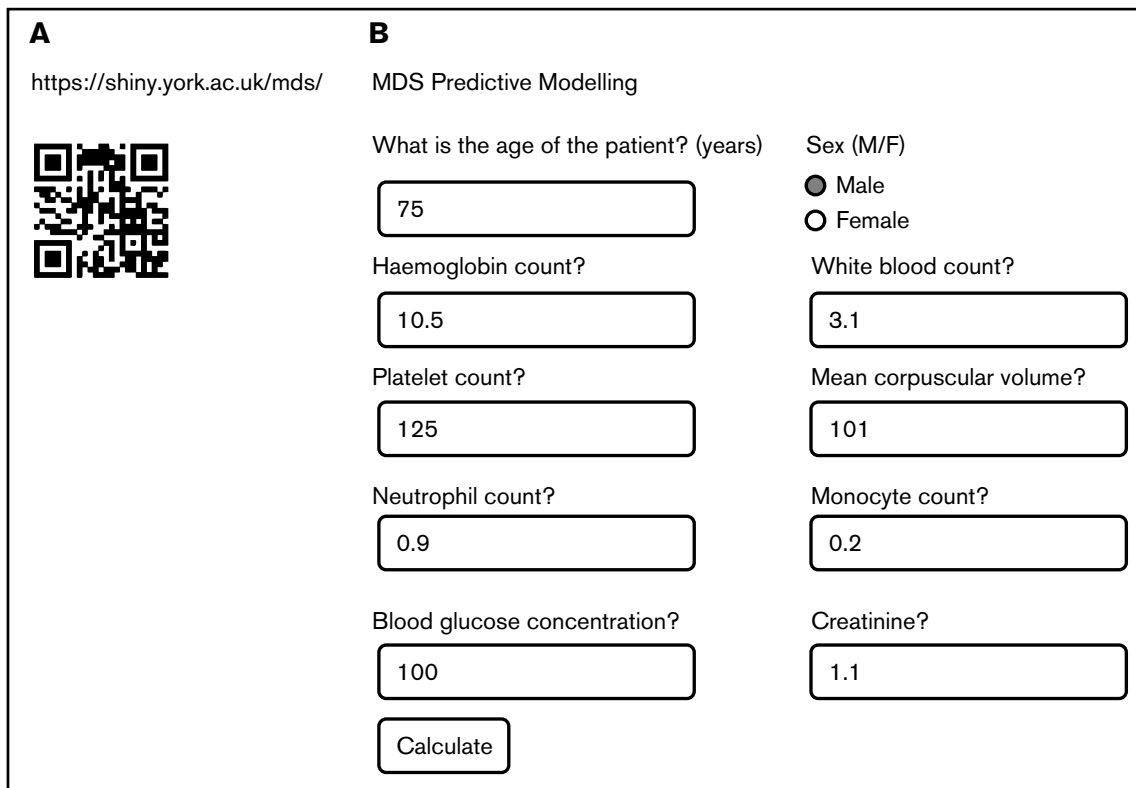 A
https://shiny.york.ac.uk/mds/
B
MDS Predictive Modelling
What is the age of the patient? (years)
75
Sex (M/F)
Male
Female
Haemoglobin count?
10.5
White blood count?
3.1
Platelet count?
125
Mean corpuscular volume?
101
Neutrophil count?
0.9
Monocyte count?
0.2
Blood glucose concentration?
100
Creatinine?
1.1
Calculate